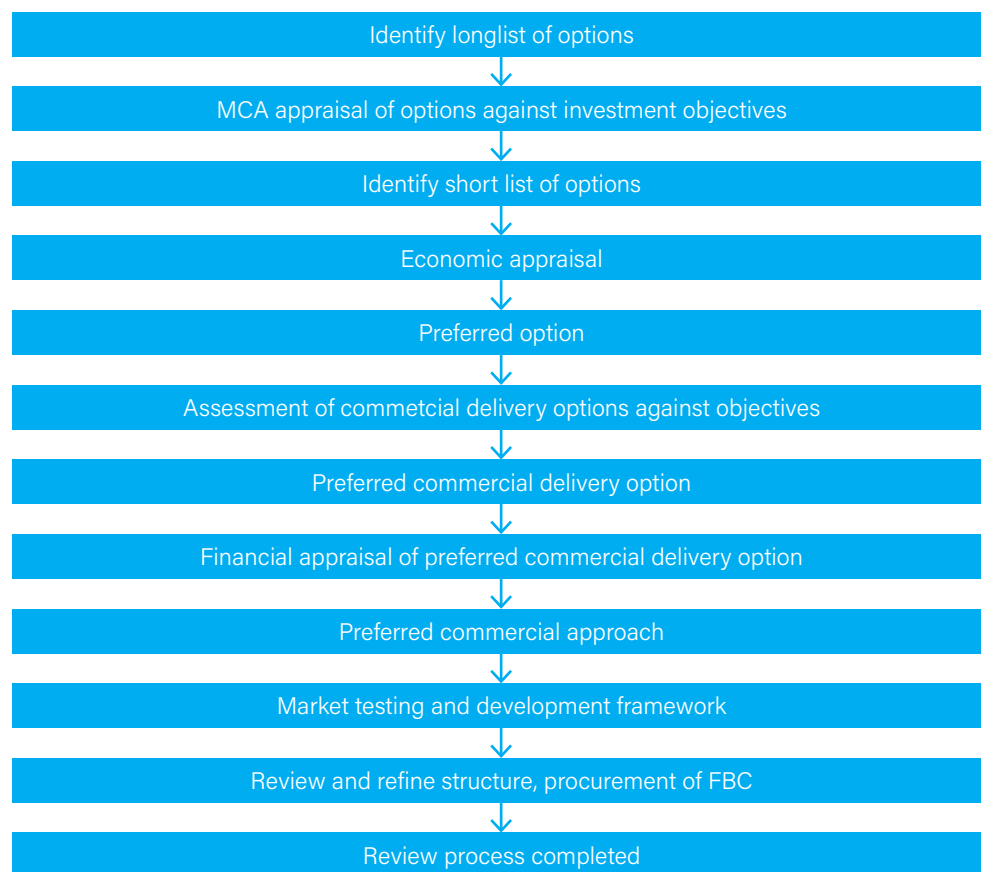 Identify longlist of options
MCA appraisal of options against investment objectives
Identify short list of options
Economic appraisal
Preferred option
Assessment of commetcial delivery options against objectives
Preferred commercial delivery option
Financial appraisal of preferred commercial delivery option
Preferred commercial approach
Market testing and development framework
Review and refine structure, procurement of FBC
Review process completed